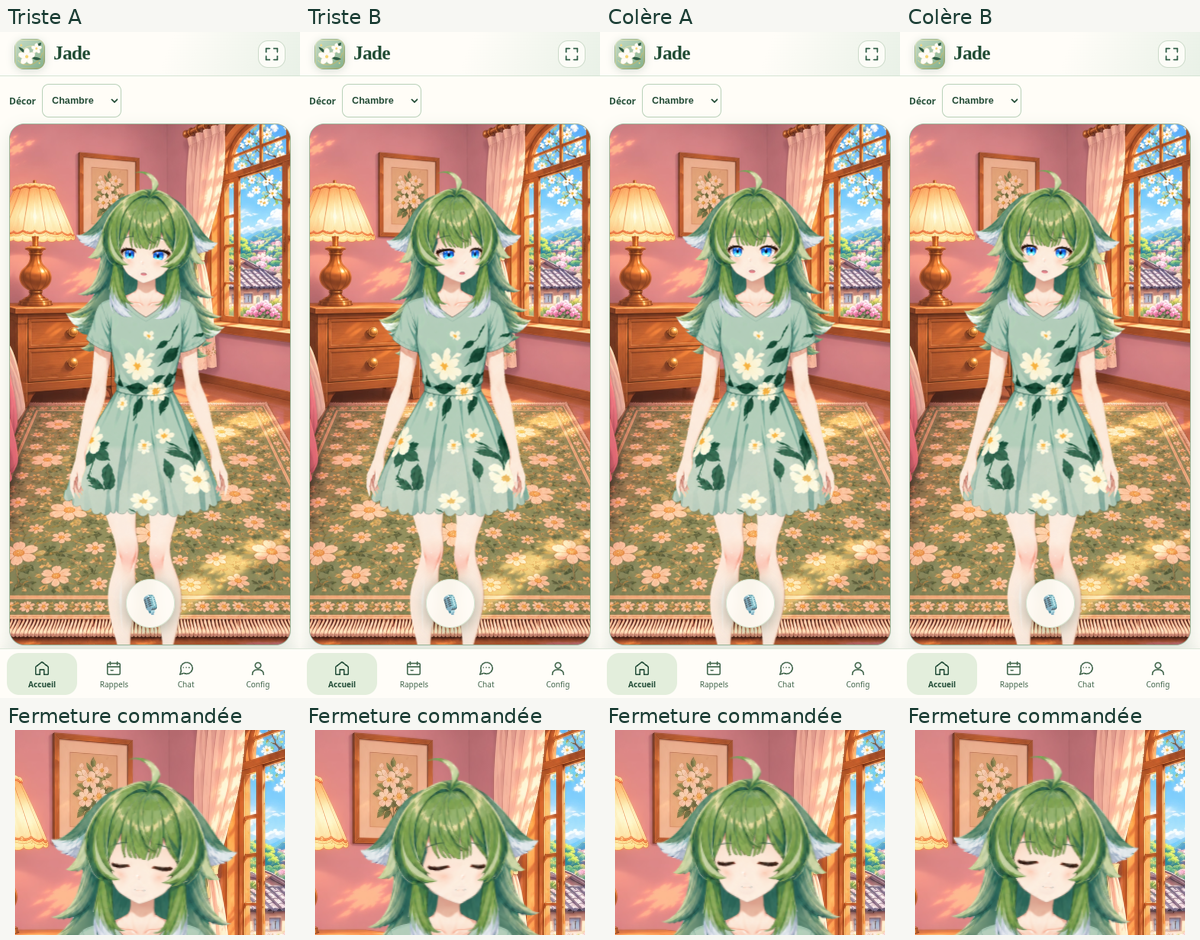 Triste A
Triste B
Colère A
Colère B
Jade
Jade
Jade
Jade
Décor Chambre
Décor Chambre
Décor Chambre
Décor Chambre
Accueil Rappels Chat Config
Accueil Rappels Chat Config
Accueil Rappels Chat Config
Accueil Rappels Chat Config
Fermeture commandée
Fermeture commandée
Fermeture commandée
Fermeture commandée